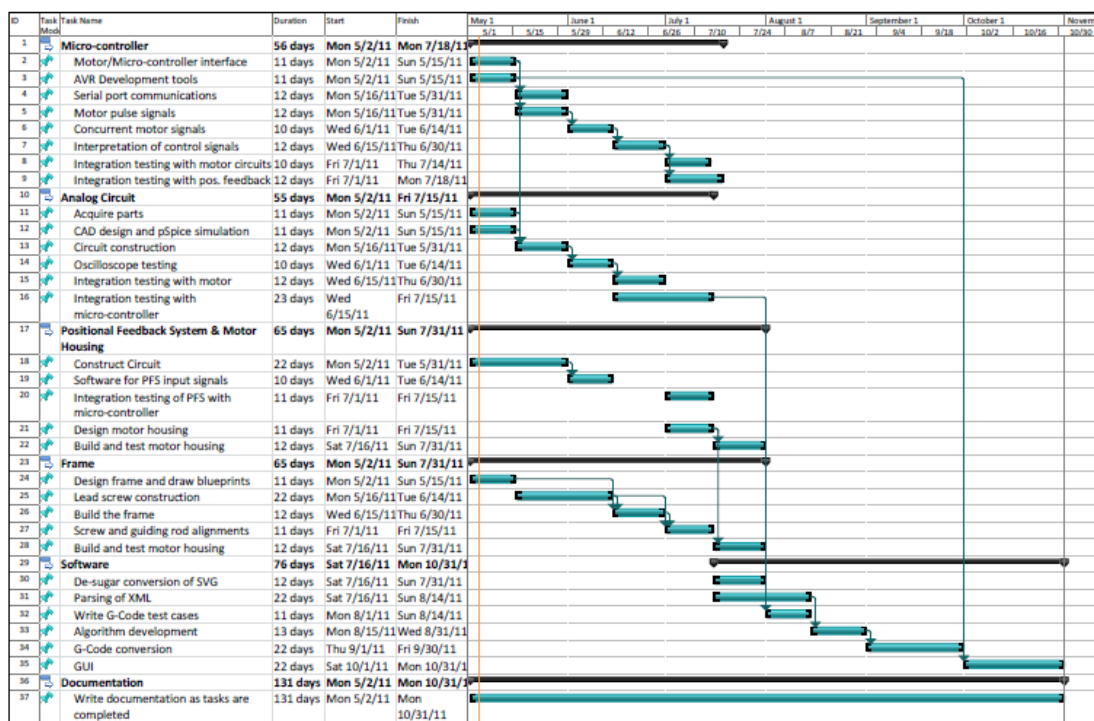 ID Task Mode Task Name Duration Start Finish May 1 June 1 July 1 August 1 September 1 October 1 Novem
5/1 5/15 5/29 6/12 6/26 7/10 7/24 8/7 8/21 9/4 9/18 10/2 10/16 10/30
1 Micro-controller 56 days Mon 5/2/11 Mon 7/18/11
2 Motor/Micro-controller interface 11 days Mon 5/2/11 Sun 5/15/11
3 AVR Development tools 11 days Mon 5/2/11 Sun 5/15/11
4 Serial port communications 12 days Mon 5/16/11 Tue 5/31/11
5 Motor pulse signals 12 days Mon 5/16/11 Tue 5/31/11
6 Concurrent motor signals 10 days Wed 6/1/11 Tue 6/14/11
7 Interpretation of control signals 12 days Wed 6/15/11 Thu 6/30/11
8 Integration testing with motor circuits 10 days Fri 7/1/11 Thu 7/14/11
9 Integration testing with pos. feedback 12 days Fri 7/1/11 Mon 7/18/11
10 Analog Circuit 55 days Mon 5/2/11 Fri 7/15/11
11 Acquire parts 11 days Mon 5/2/11 Sun 5/15/11
12 CAD design and pSpice simulation 11 days Mon 5/2/11 Sun 5/15/11
13 Circuit construction 12 days Mon 5/16/11 Tue 5/31/11
14 Oscilloscope testing 10 days Wed 6/1/11 Tue 6/14/11
15 Integration testing with motor 12 days Wed 6/15/11 Thu 6/30/11
16 Integration testing with 23 days Wed Fri 7/15/11
micro-controller 6/15/11
17 Positional Feedback System & Motor 65 days Mon 5/2/11 Sun 7/31/11
Housing
18 Construct Circuit 22 days Mon 5/2/11 Tue 5/31/11
19 Software for PFS input signals 10 days Wed 6/1/11 Tue 6/14/11
20 Integration testing of PFS with 11 days Fri 7/1/11 Fri 7/15/11
micro-controller
21 Design motor housing 11 days Fri 7/1/11 Fri 7/15/11
22 Build and test motor housing 12 days Sat 7/16/11 Sun 7/31/11
23 Frame 65 days Mon 5/2/11 Sun 7/31/11
24 Design frame and draw blueprints 11 days Mon 5/2/11 Sun 5/15/11
25 Lead screw construction 22 days Mon 5/16/11 Tue 6/14/11
26 Build the frame 12 days Wed 6/15/11 Thu 6/30/11
27 Screw and guiding rod alignments 11 days Fri 7/1/11 Fri 7/15/11
28 Build and test motor housing 12 days Sat 7/16/11 Sun 7/31/11
29 Software 76 days Sat 7/16/11 Mon 10/31/1
30 De-sugar conversion of SVG 12 days Sat 7/16/11 Sun 7/31/11
31 Parsing of XML 22 days Sat 7/16/11 Sun 8/14/11
32 Write G-Code test cases 11 days Mon 8/1/11 Sun 8/14/11
33 Algorithm development 13 days Mon 8/15/11 Wed 8/31/11
34 G-Code conversion 22 days Thu 9/1/11 Fri 9/30/11
35 GUI 22 days Sat 10/1/11 Mon 10/31/1
36 Documentation 131 days Mon 5/2/11 Mon 10/31/1
37 Write documentation as tasks are 131 days Mon 5/2/11 Mon
completed 10/31/11